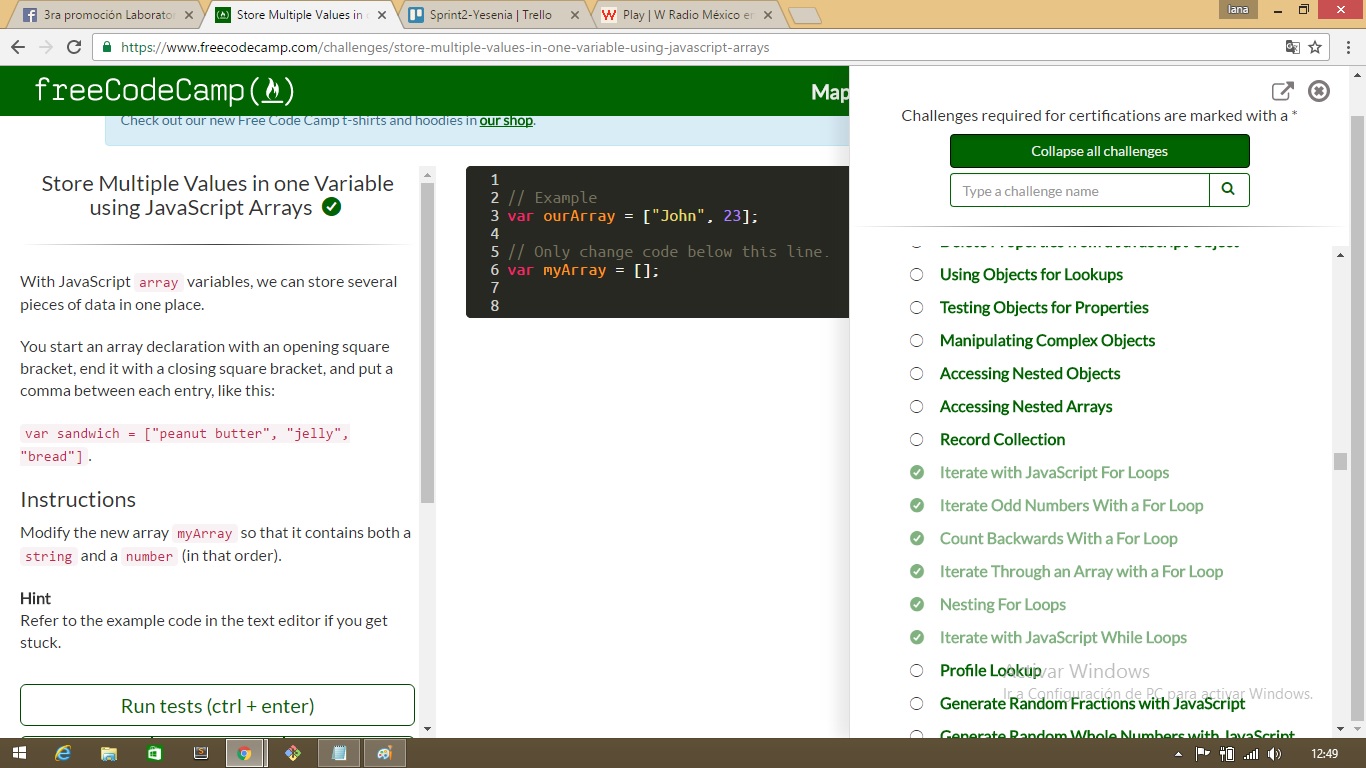 3ra promoción Laborator
Store Multiple Values in
Sprint2-Yesenia | Trello
Play | W Radio México en
Iana
https://www.freecodecamp.com/challenges/store-multiple-values-in-one-variable-using-javascript-arrays
freeCodeCamp
Map
Check out our new Free Code Camp t-shirts and hoodies in our shop.
Store Multiple Values in one Variable
using JavaScript Arrays
With JavaScript array variables, we can store several
pieces of data in one place.
You start an array declaration with an opening square
bracket, end it with a closing square bracket, and put a
comma between each entry, like this:
var sandwich = ["peanut butter", "jelly",
"bread"] .
Instructions
Modify the new array myArray so that it contains both a
string and a number (in that order).
Hint
Refer to the example code in the text editor if you get
stuck.
Run tests (ctrl + enter)
1
2 // Example
3 var ourArray = ["John", 23];
4
5 // Only change code below this line.
6 var myArray = [];
7
8
Challenges required for certifications are marked with a *
Collapse all challenges
Type a challenge name
Delete Properties from a JavaScript Object
Using Objects for Lookups
Testing Objects for Properties
Manipulating Complex Objects
Accessing Nested Objects
Accessing Nested Arrays
Record Collection
Iterate with JavaScript For Loops
Iterate Odd Numbers With a For Loop
Count Backwards With a For Loop
Iterate Through an Array with a For Loop
Nesting For Loops
Iterate with JavaScript While Loops
Profile Lookup
Activar Windows
Ir a Configuración de PC para activar Windows.
Generate Random Fractions with JavaScript
Generate Random Whole Numbers with JavaScript
12:49